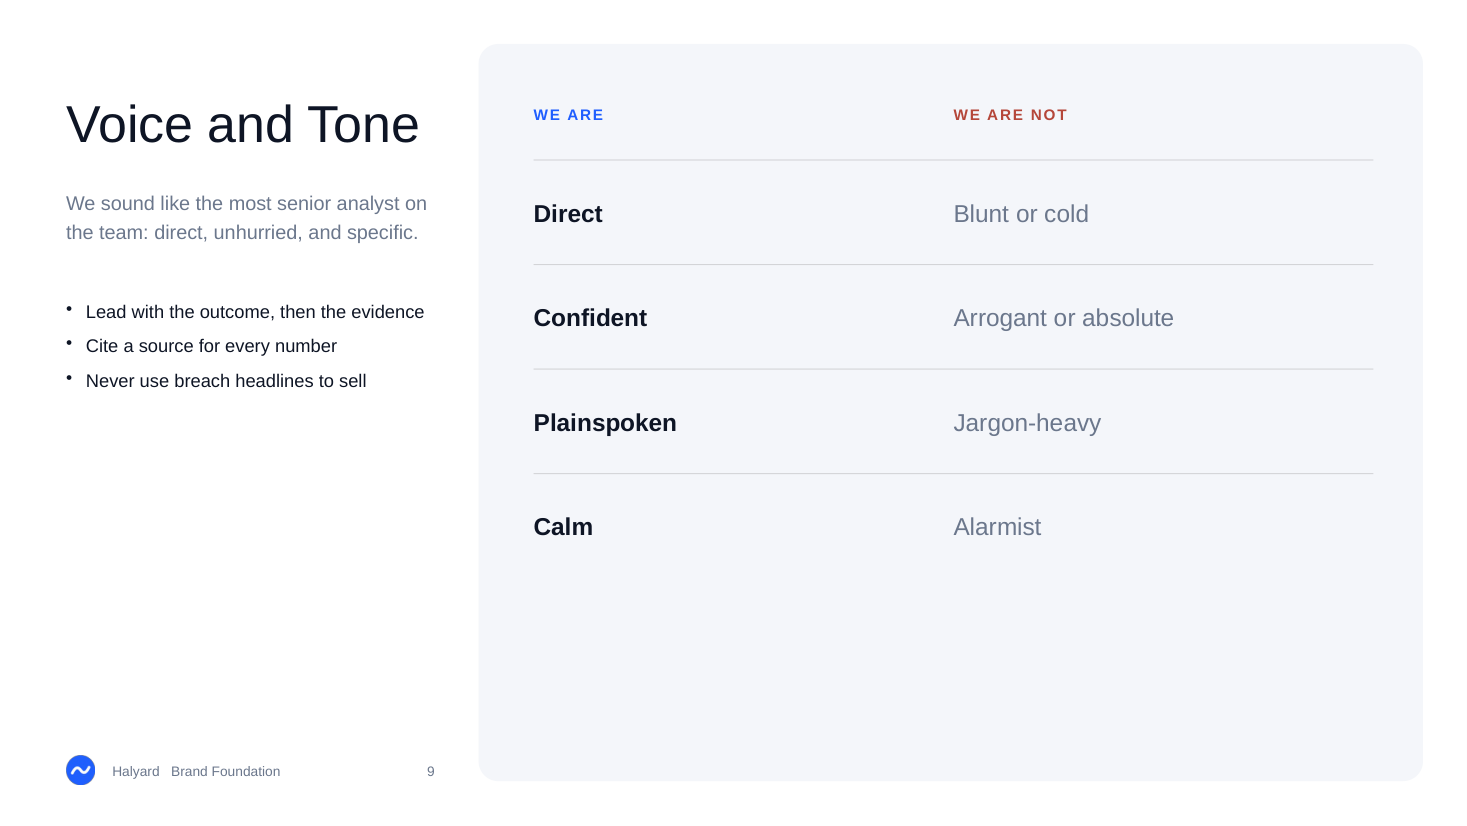 Voice and Tone
We sound like the most senior analyst on
the team: direct, unhurried, and specific.
• Lead with the outcome, then the evidence
• Cite a source for every number
• Never use breach headlines to sell
WE ARE WE ARE NOT
Direct Blunt or cold
Confident Arrogant or absolute
Plainspoken Jargon-heavy
Calm Alarmist
Halyard Brand Foundation 9